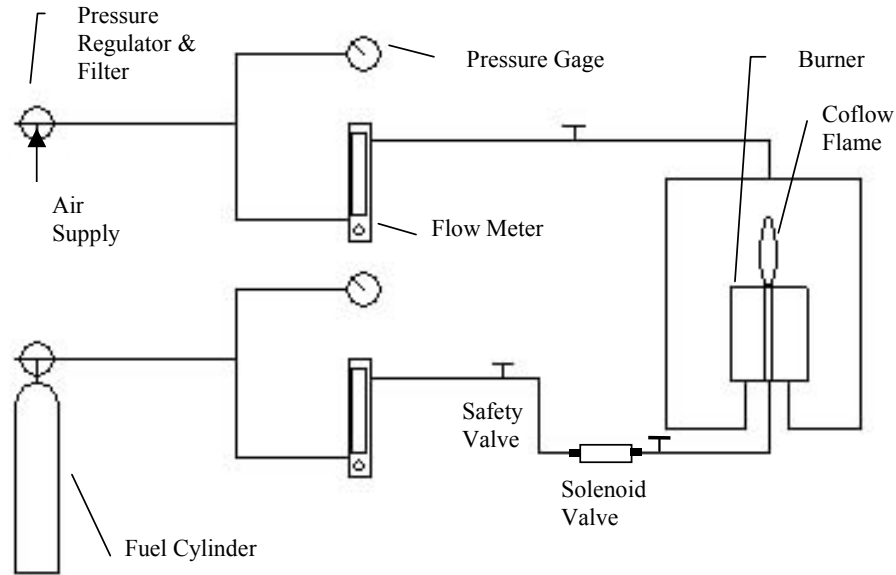 Pressure
Regulator &
Filter
Pressure Gage
Burner
Coflow
Flame
Air
Supply
Flow Meter
Safety
Valve
Solenoid
Valve
Fuel Cylinder